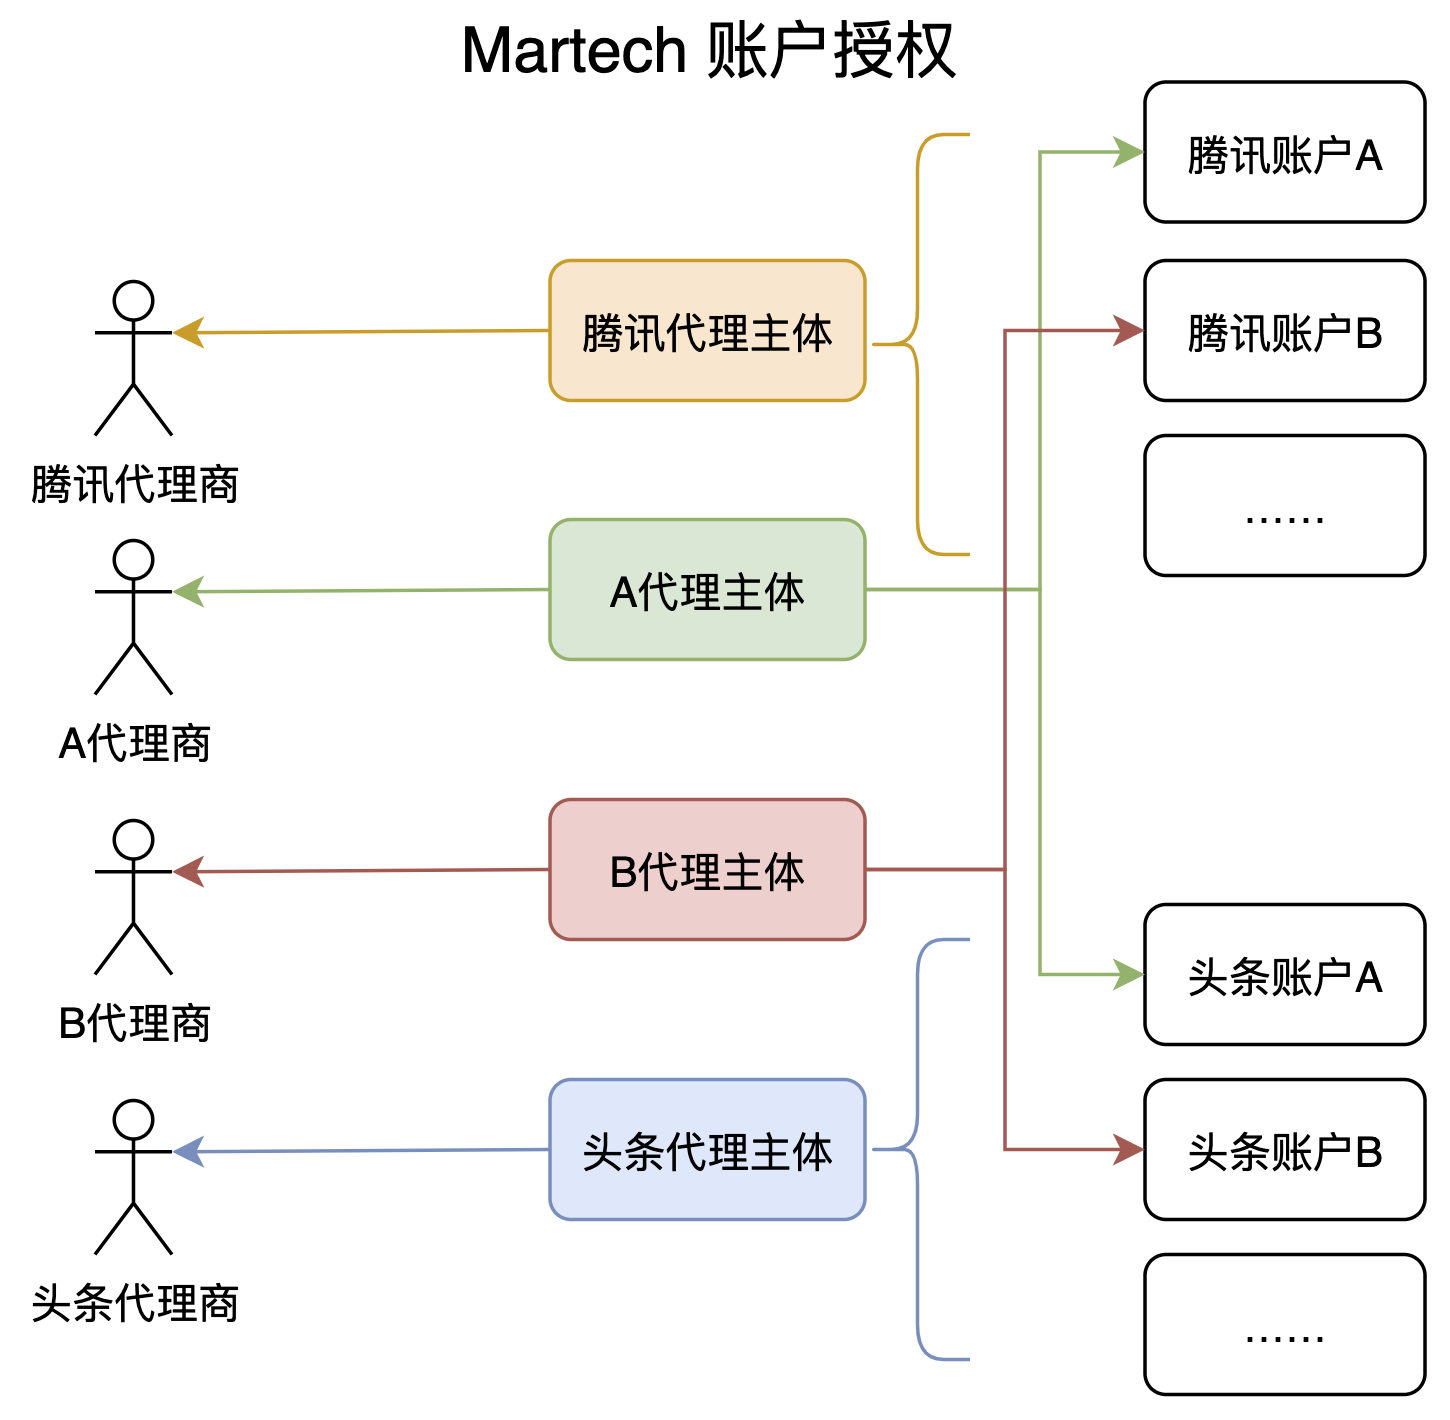 Martech 账户授权
腾讯账户A
腾讯代理主体
腾讯账户B
腾讯代理商
……
A代理主体
A代理商
B代理主体
头条账户A
B代理商
头条代理主体
头条账户B
头条代理商
……